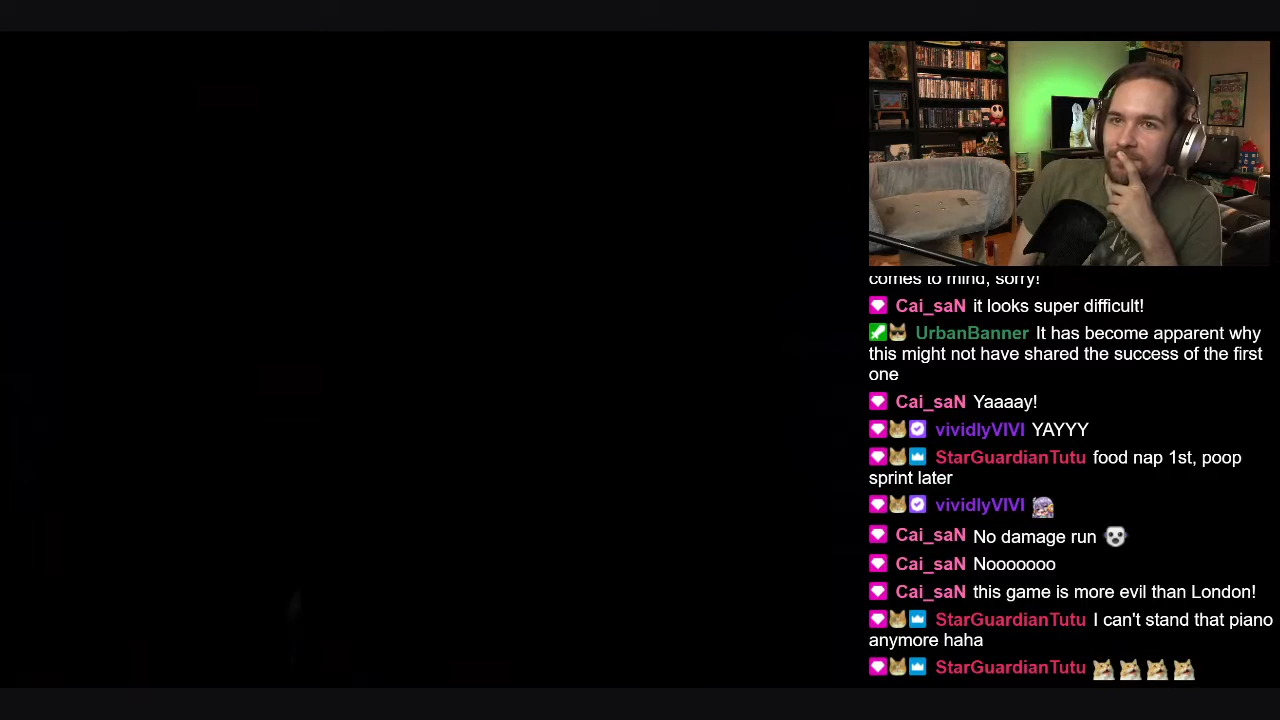 comes to mind, sorry!
Cai_saN it looks super difficult!
UrbanBanner It has become apparent why
this might not have shared the success of the first
one
Cai_saN Yaaaay!
vividlyVIVI YAYYY
StarGuardianTutu food nap 1st, poop
sprint later
vividlyVIVI
Cai_saN No damage run
Cai_saN Nooooooo
Cai_saN this game is more evil than London!
StarGuardianTutu I can't stand that piano
anymore haha
StarGuardianTutu